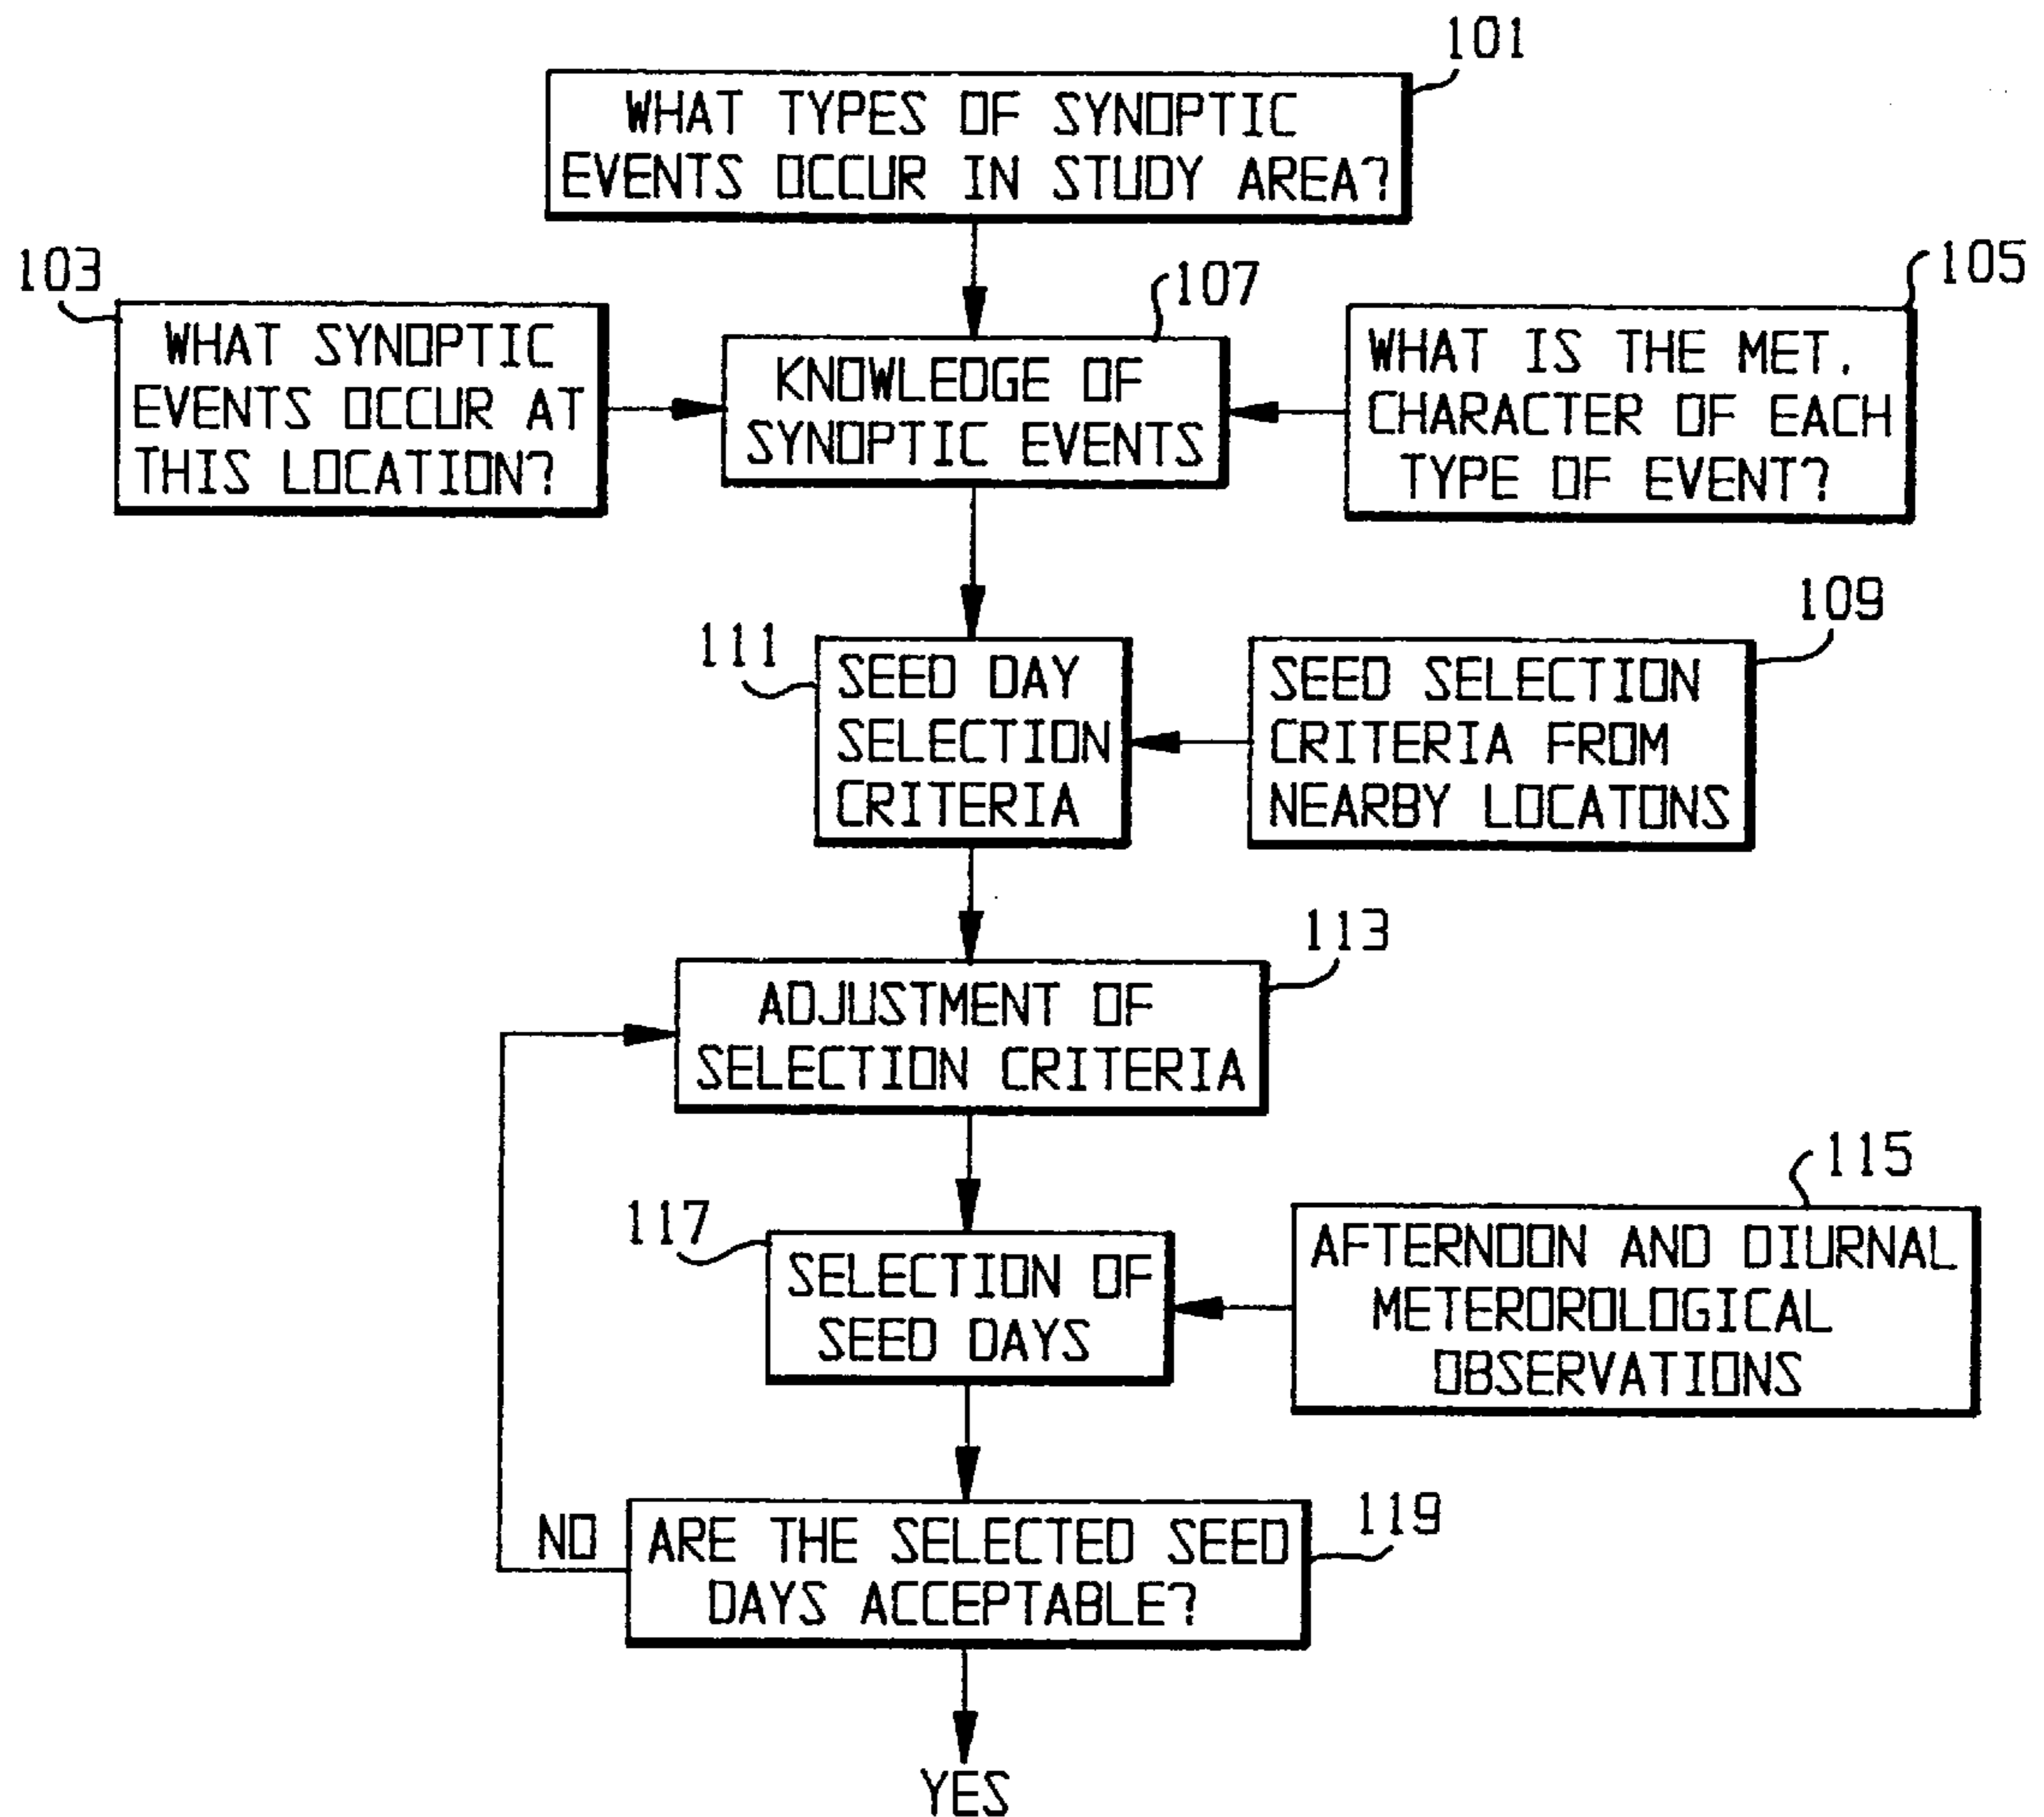 101
WHAT TYPES OF SYNOPTIC
EVENTS OCCUR IN STUDY AREA?
103
WHAT SYNOPTIC
EVENTS OCCUR AT
THIS LOCATION?
107
KNOWLEDGE OF
SYNOPTIC EVENTS
105
WHAT IS THE MET.
CHARACTER OF EACH
TYPE OF EVENT?
111
SEED DAY
SELECTION
CRITERIA
109
SEED SELECTION
CRITERIA FROM
NEARBY LOCATONS
113
ADJUSTMENT OF
SELECTION CRITERIA
117
SELECTION OF
SEED DAYS
115
AFTERNOON AND DIURNAL
METEROROLOGICAL
OBSERVATIONS
119
NO
ARE THE SELECTED SEED
DAYS ACCEPTABLE?
YES